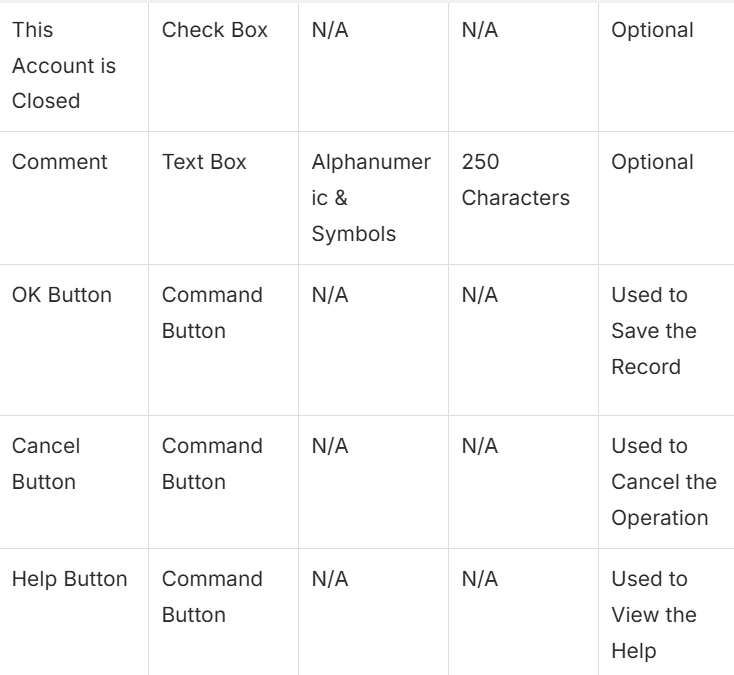 This Account is Closed	Check Box	N/A	N/A	Optional
Comment	Text Box	Alphanumeric & Symbols	250 Characters	Optional
OK Button	Command Button	N/A	N/A	Used to Save the Record
Cancel Button	Command Button	N/A	N/A	Used to Cancel the Operation
Help Button	Command Button	N/A	N/A	Used to View the Help